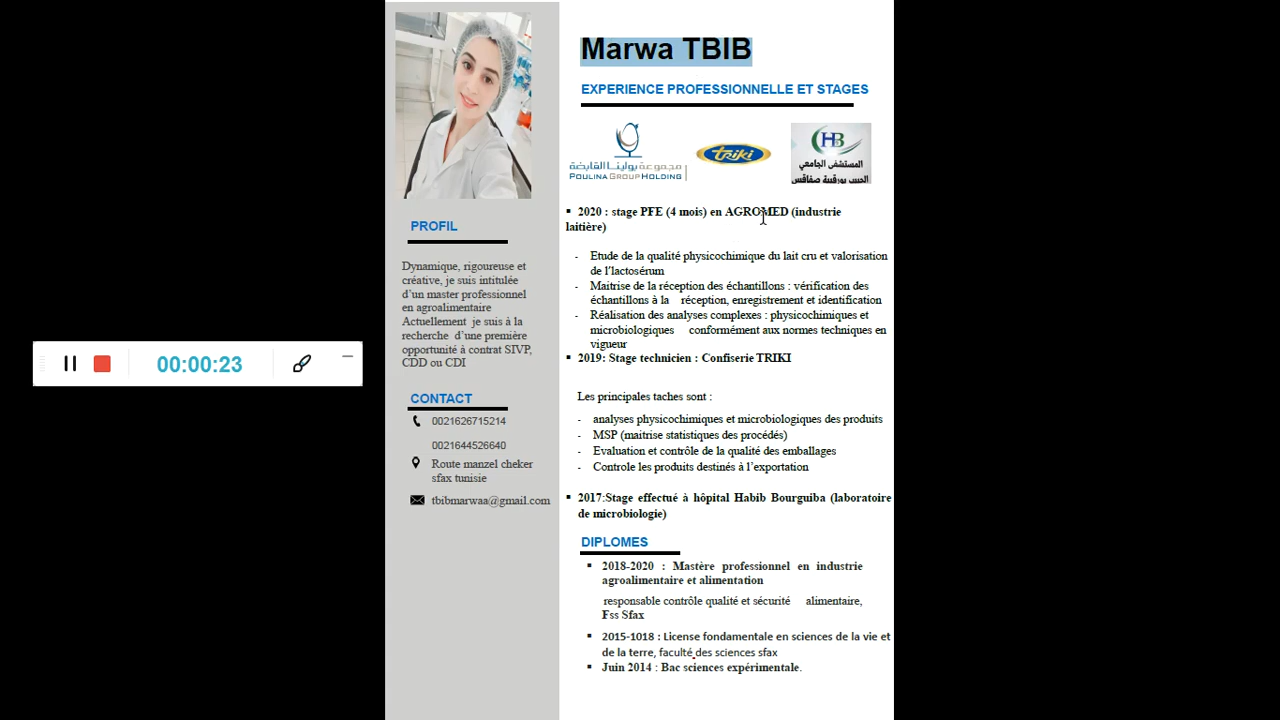 Marwa TBIB
EXPERIENCE PROFESSIONNELLE ET STAGES
مجموعة بولينا القابضة
POULINA GROUP HOLDING
triki
HB
المستشفى الجامعي
الحبيب بورقيبة صفاقس
▪ 2020 : stage PFE (4 mois) en AGROMED (industrie
laitière)
- Etude de la qualité physicochimique du lait cru et valorisation
de l'lactosérum
- Maitrise de la réception des échantillons : vérification des
échantillons à la réception, enregistrement et identification
- Réalisation des analyses complexes : physicochimiques et
microbiologiques conformément aux normes techniques en
vigueur
▪ 2019: Stage technicien : Confiserie TRIKI
Les principales taches sont :
- analyses physicochimiques et microbiologiques des produits
- MSP (maitrise statistiques des procédés)
- Evaluation et contrôle de la qualité des emballages
- Controle les produits destinés à l'exportation
▪ 2017:Stage effectué à hôpital Habib Bourguiba (laboratoire
de microbiologie)
DIPLOMES
▪ 2018-2020 : Mastère professionnel en industrie
agroalimentaire et alimentation
responsable contrôle qualité et sécurité alimentaire,
Fss Sfax
▪ 2015-1018 : License fondamentale en sciences de la vie et
de la terre, faculté des sciences sfax
▪ Juin 2014 : Bac sciences expérimentale.
PROFIL
Dynamique, rigoureuse et
créative, je suis intitulée
d'un master professionnel
en agroalimentaire
Actuellement je suis à la
recherche d'une première
opportunité à contrat SIVP,
CDD ou CDI
CONTACT
0021626715214
0021644526640
Route manzel cheker
sfax tunisie
tbibmarwaa@gmail.com
00:00:23